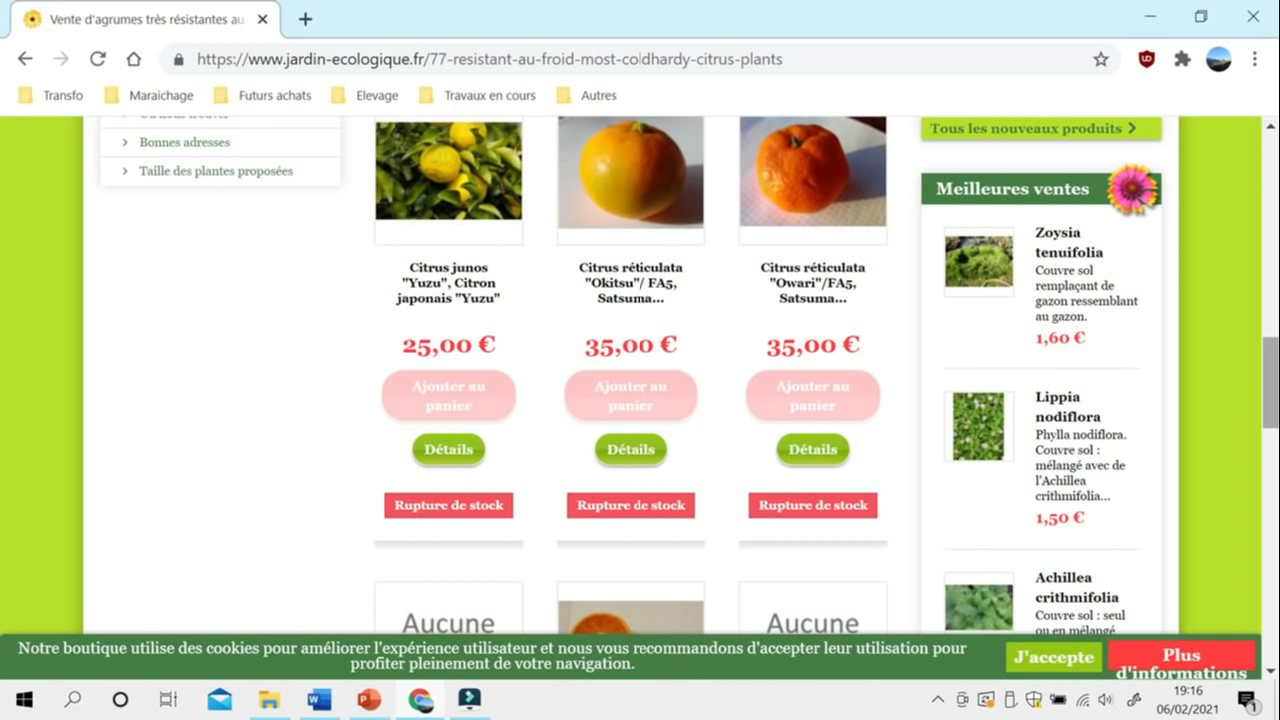 Vente d'agrumes très résistantes au
https://www.jardin-ecologique.fr/77-resistant-au-froid-most-coldhardy-citrus-plants
Transfo
Maraichage
Futurs achats
Elevage
Travaux en cours
Autres
Bonnes adresses
Taille des plantes proposées
Citrus junos
"Yuzu", Citron
japonais "Yuzu"
25,00 €
Ajouter au
panier
Détails
Rupture de stock
Citrus réticulata
"Okitsu"/ FA5,
Satsuma...
35,00 €
Ajouter au
panier
Détails
Rupture de stock
Citrus réticulata
"Owari"/FA5,
Satsuma...
35,00 €
Ajouter au
panier
Détails
Rupture de stock
Aucune
Aucune
Tous les nouveaux produits
Meilleures ventes
Zoysia
tenuifolia
Couvre sol
remplaçant de
gazon ressemblant
au gazon.
1,60 €
Lippia
nodiflora
Phylla nodiflora.
Couvre sol :
mélangé avec de
l'Achillea
crithmifolia...
1,50 €
Achillea
crithmifolia
Couvre sol : seul
ou en mélangé
Notre boutique utilise des cookies pour améliorer l'expérience utilisateur et nous vous recommandons d'accepter leur utilisation pour
profiter pleinement de votre navigation.
J'accepte
Plus
d'informations
19:16
06/02/2021
1